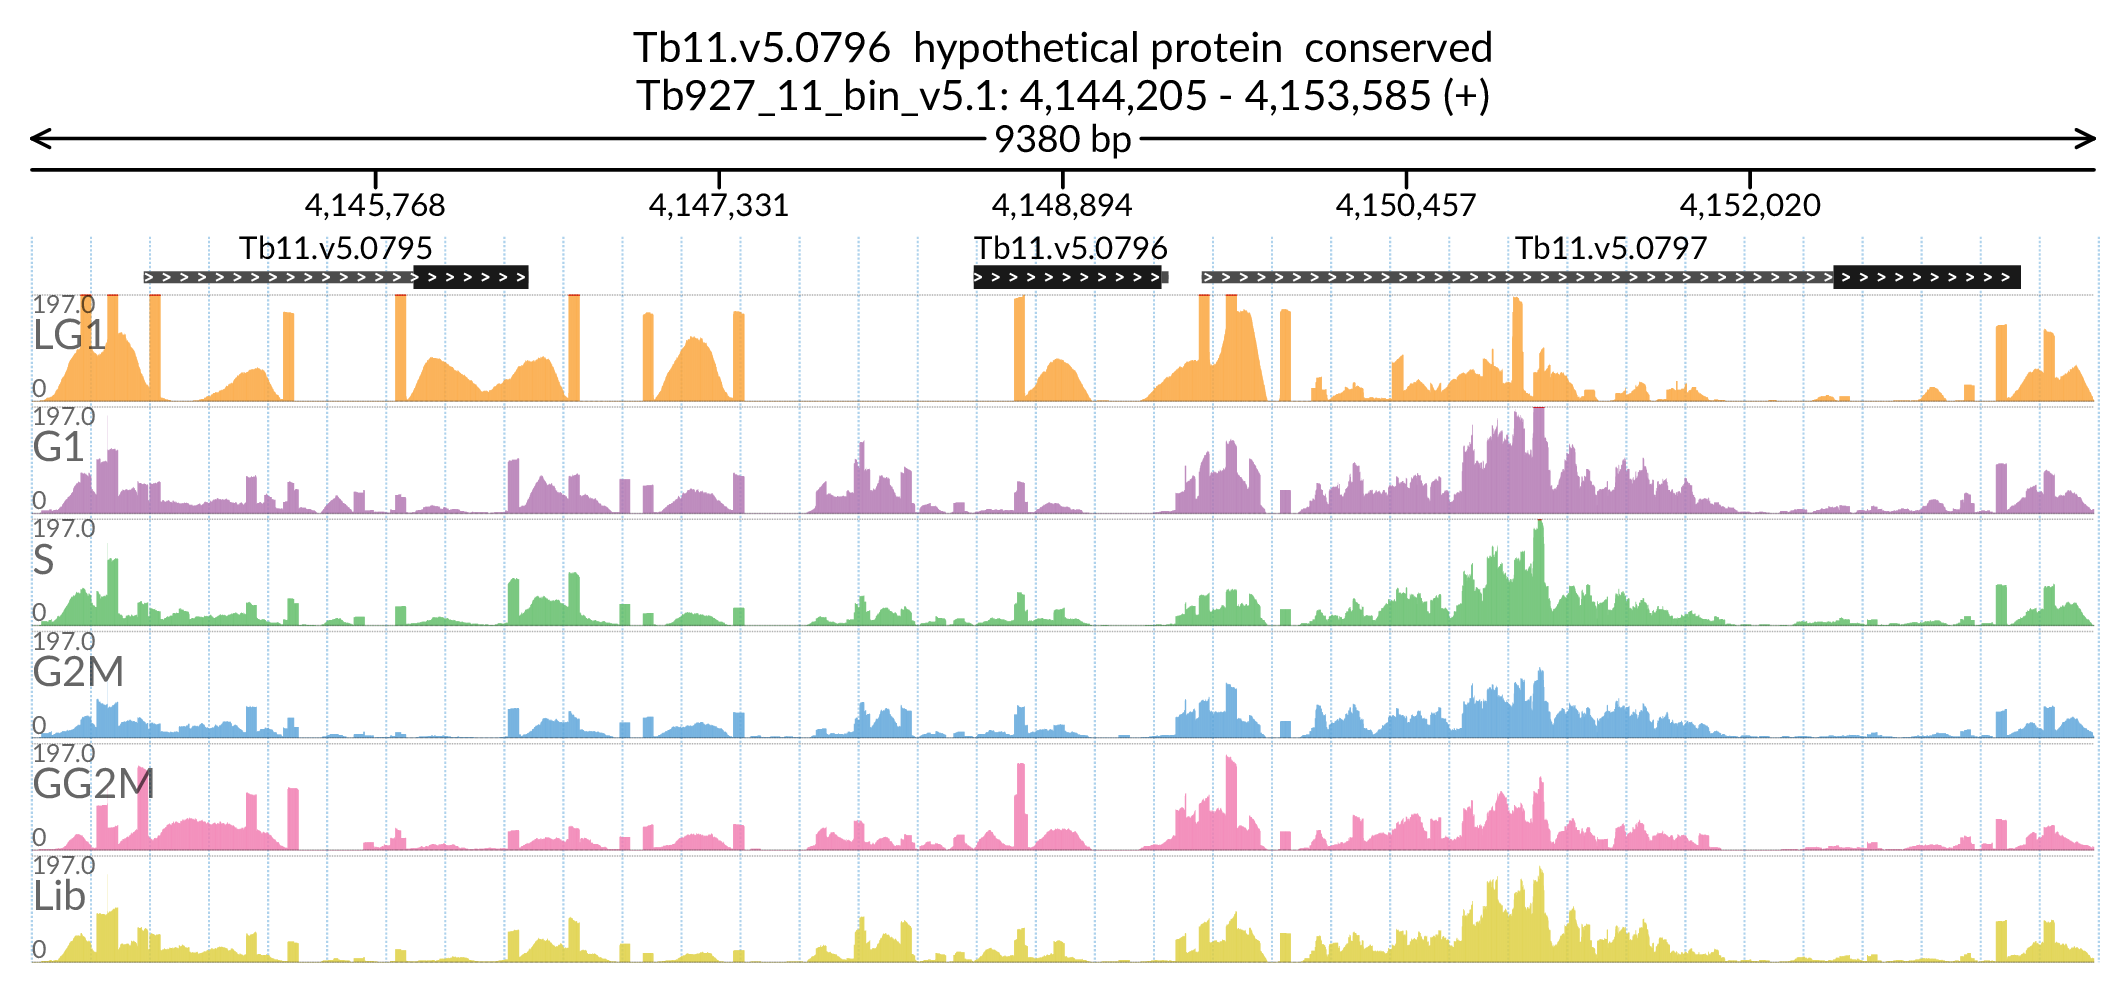 Tb11.v5.0796 hypothetical protein conserved
Tb927_11_bin_v5.1: 4,144,205 - 4,153,585 (+)
9380 bp
4,145,768 4,147,331 4,148,894 4,150,457 4,152,020
Tb11.v5.0795 Tb11.v5.0796 Tb11.v5.0797
197.0
LG1
0
197.0
G1
0
197.0
S
0
197.0
G2M
0
197.0
GG2M
0
197.0
Lib
0